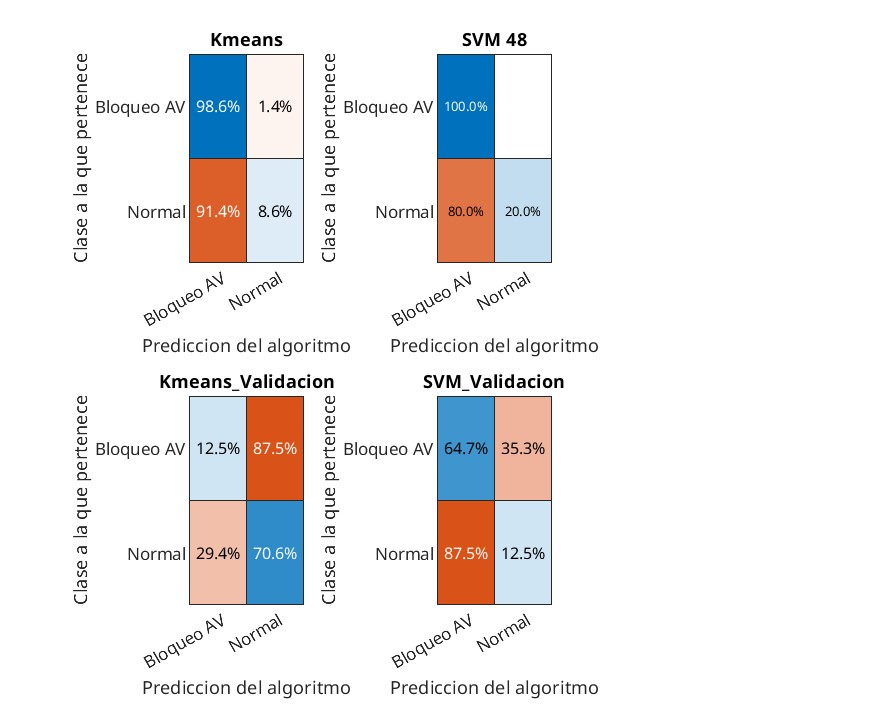 Kmeans
Clase a la que pertenece
Bloqueo AV 98.6% 1.4%
Normal 91.4% 8.6%
Bloqueo AV Normal
Prediccion del algoritmo
SVM 48
Clase a la que pertenece
Bloqueo AV 100.0%
Normal 80.0% 20.0%
Bloqueo AV Normal
Prediccion del algoritmo
Kmeans_Validacion
Clase a la que pertenece
Bloqueo AV 12.5% 87.5%
Normal 29.4% 70.6%
Bloqueo AV Normal
Prediccion del algoritmo
SVM_Validacion
Clase a la que pertenece
Bloqueo AV 64.7% 35.3%
Normal 87.5% 12.5%
Bloqueo AV Normal
Prediccion del algoritmo